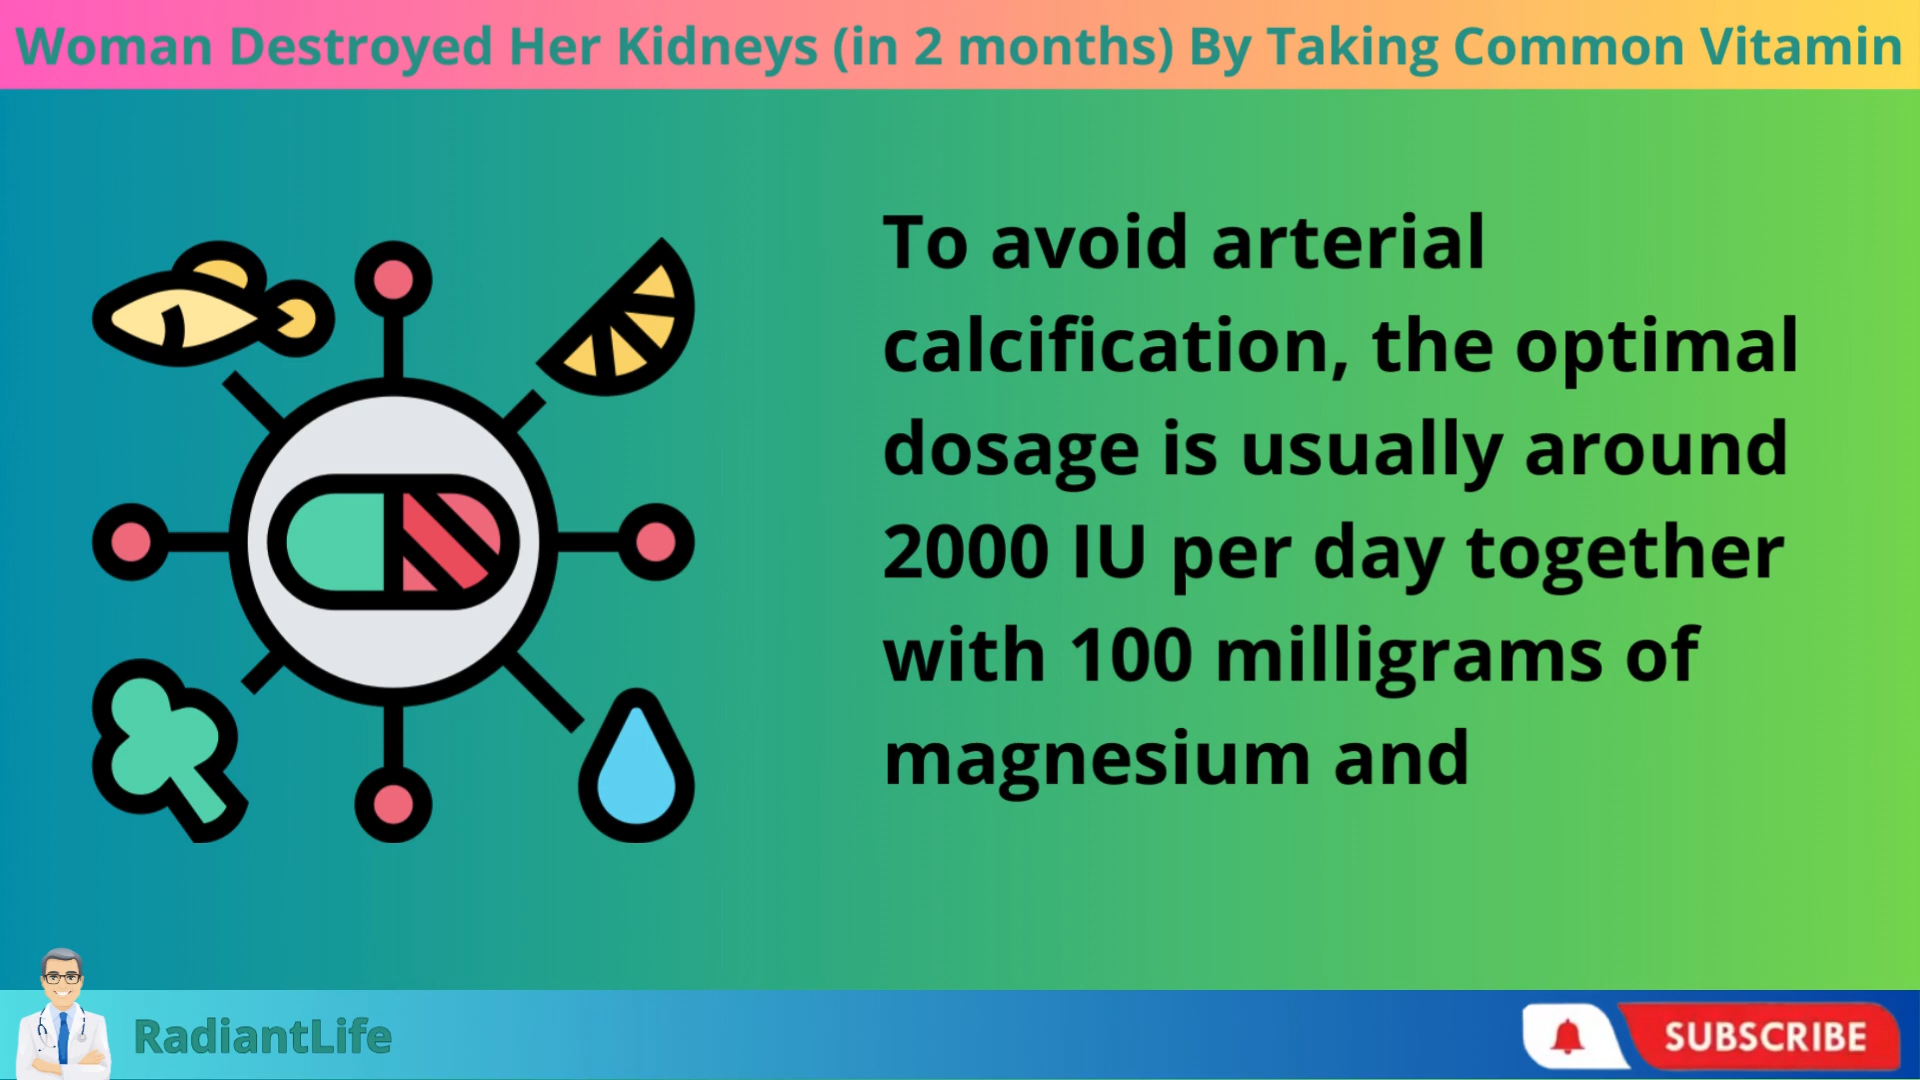 Woman Destroyed Her Kidneys (in 2 months) By Taking Common Vitamin
To avoid arterial
calcification, the optimal
dosage is usually around
2000 IU per day together
with 100 milligrams of
magnesium and
RadiantLife
SUBSCRIBE